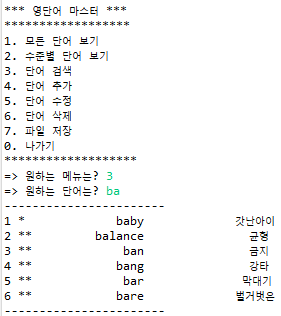 *** 영단어 마스터 ***
******************
1. 모든 단어 보기
2. 수준별 단어 보기
3. 단어 검색
4. 단어 추가
5. 단어 수정
6. 단어 삭제
7. 파일 저장
0. 나가기
*******************
=> 원하는 메뉴는? 3
=> 원하는 단어는? ba
-----------------------
1 * baby 갓난아이
2 ** balance 균형
3 ** ban 금지
4 ** bang 강타
5 ** bar 막대기
6 ** bare 벌거벗은
-----------------------